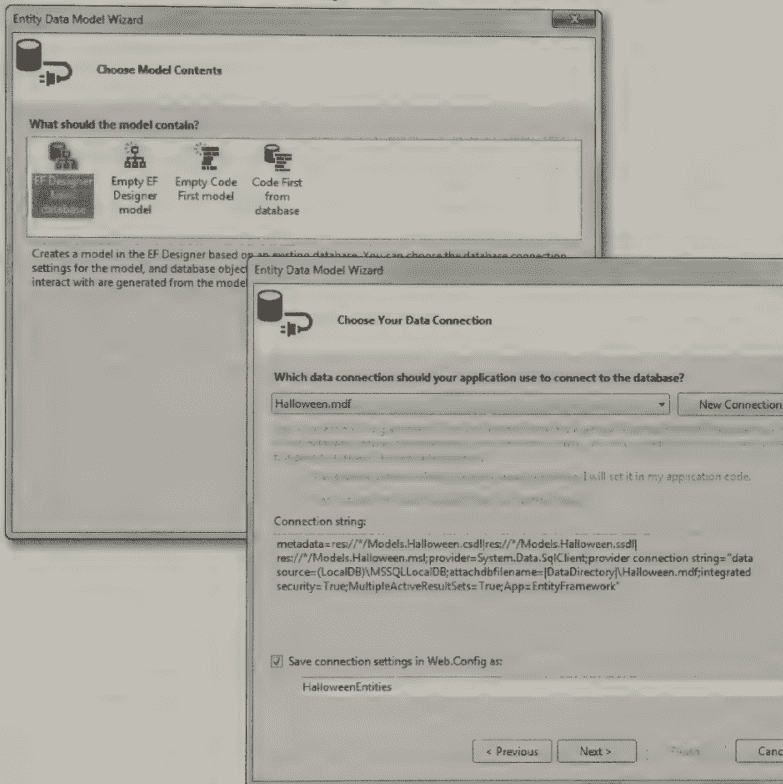 Entity Data Model Wizard
Choose Model Contents
What should the model contain?
EF Designer
database
Empty EF
Designer
model
Empty Code
First model
Code First
from
database
Creates a model in the EF Designer based on an existing database. You can choose the database connection
settings for the model, and database objec
interact with are generated from the mode
Entity Data Model Wizard
Choose Your Data Connection
Which data connection should your application use to connect to the database?
Halloween.mdf
New Connection
I will set it in my application code.
Connection string:
metadata=res://*/Models.Halloween.csdl|res://*/Models.Halloween.ssdl|
res://*/Models.Halloween.msl;provider=System.Data.SqlClient;provider connection string="data
source=(LocalDB)\MSSQLLocalDB;attachdbfilename=|DataDirectory|\Halloween.mdf;integrated
security=True;MultipleActiveResultSets=True;App=EntityFramework"
Save connection settings in Web.Config as:
HalloweenEntities
< Previous
Next >
Canc